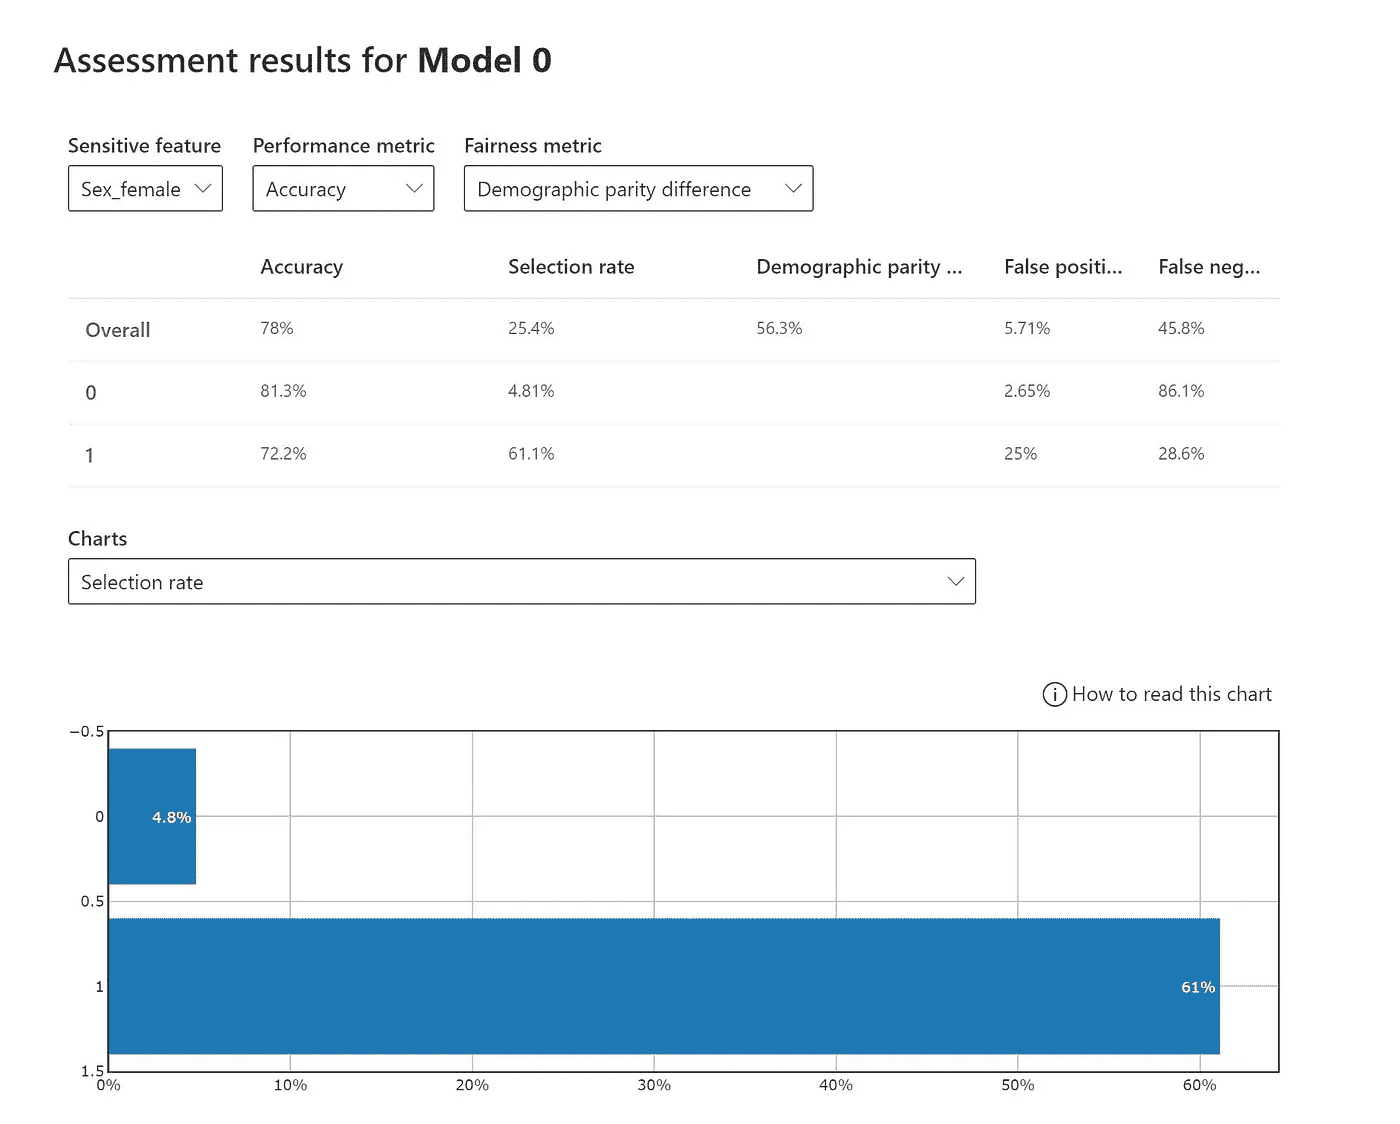 Assessment results for Model 0
Sensitive feature Performance metric Fairness metric
Sex_female Accuracy Demographic parity difference
Accuracy Selection rate Demographic parity ... False positi... False neg...
Overall 78% 25.4% 56.3% 5.71% 45.8%
0 81.3% 4.81% 2.65% 86.1%
1 72.2% 61.1% 25% 28.6%
Charts
Selection rate
How to read this chart
−0.5
0 4.8%
0.5
1 61%
1.5
0% 10% 20% 30% 40% 50% 60%